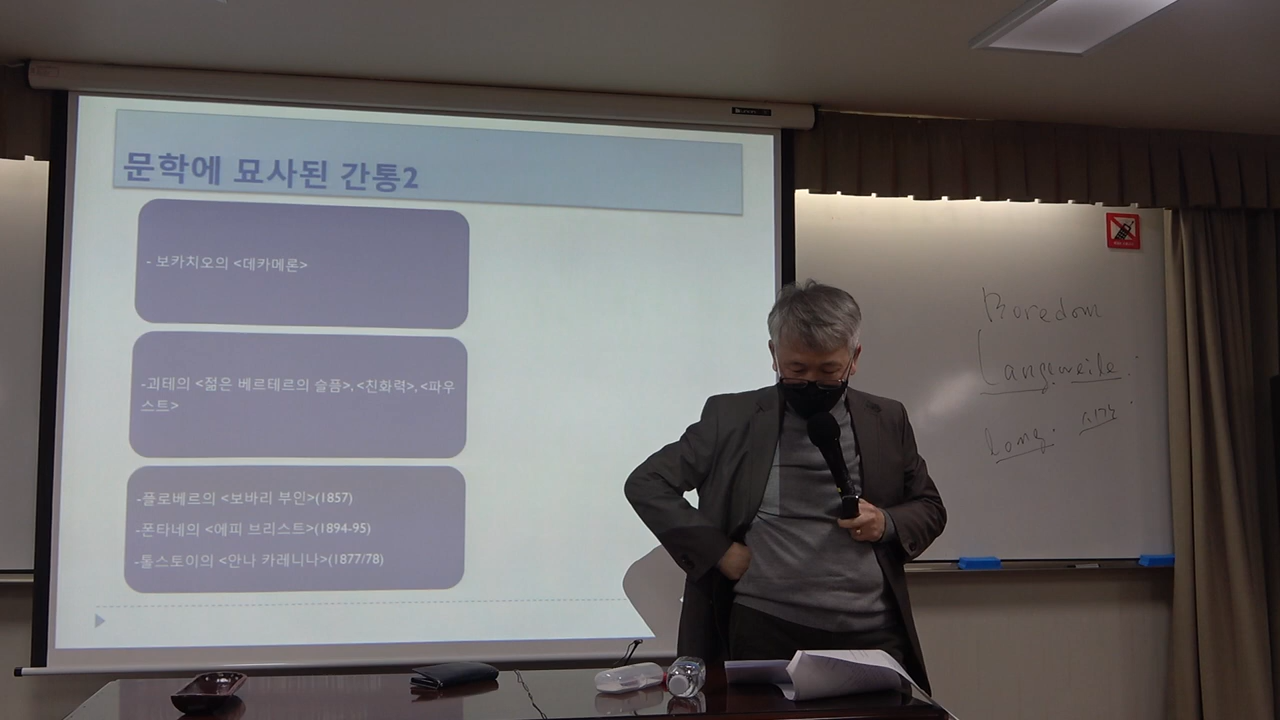 문학에 묘사된 간통2
- 보카치오의 <데카메론>
-괴테의 <젊은 베르테르의 슬픔>, <친화력>, <파우
스트>
-플로베르의 <보바리 부인>(1857)
-폰타네의 <에피 브리스트>(1894-95)
-톨스토이의 <안나 카레니나>(1877/78)
Boredom
Langeweile:
long. 시간